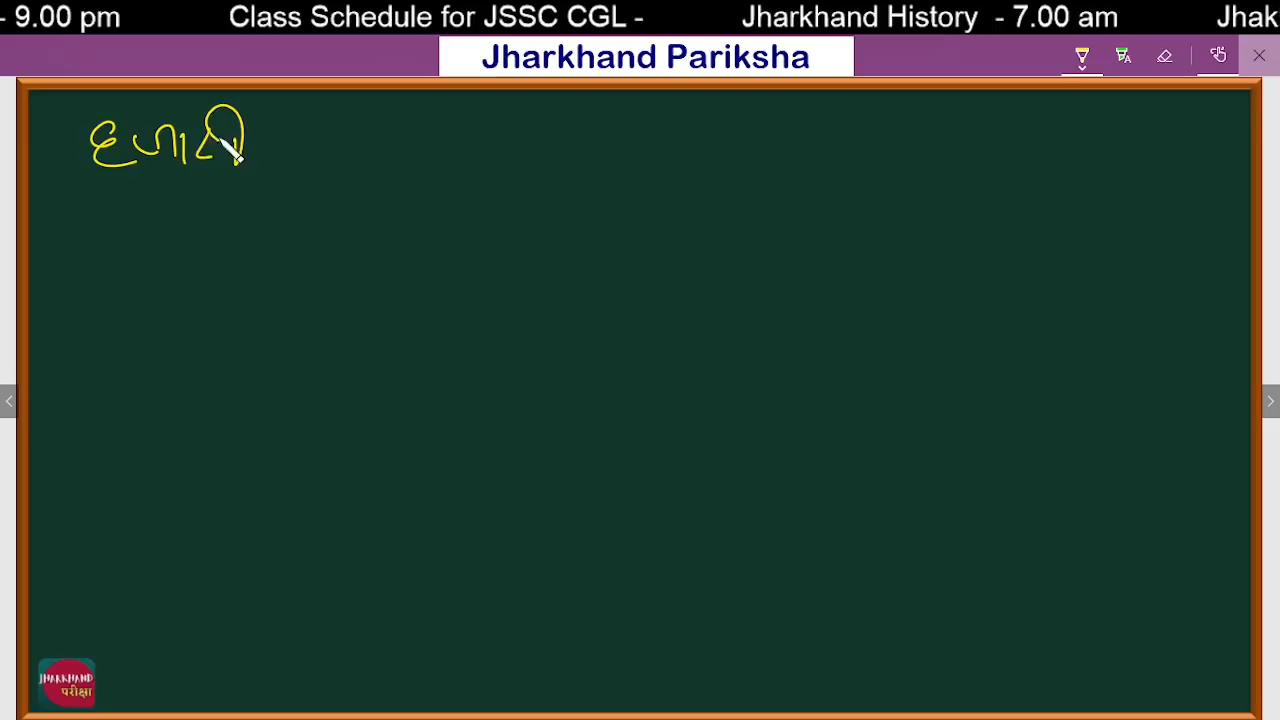 - 9.00 pm Class Schedule for JSSC CGL - Jharkhand History - 7.00 am Jhak
Jharkhand Pariksha
JHARKHAND
परीक्षा